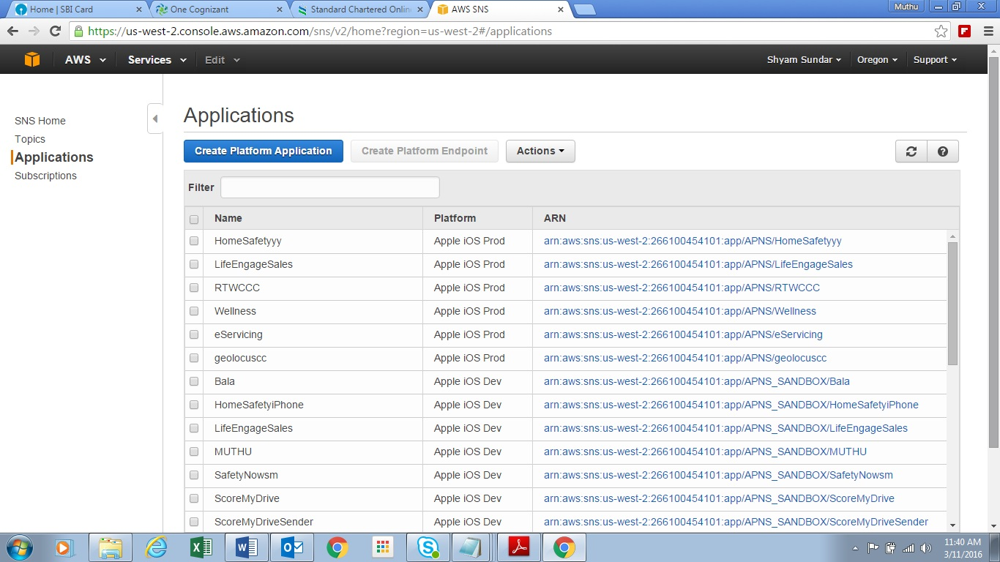 Home | SBI Card
One Cognizant
Standard Chartered Onlin
AWS SNS
Muthu
https://us-west-2.console.aws.amazon.com/sns/v2/home?region=us-west-2#/applications
AWS
Services
Edit
Shyam Sundar
Oregon
Support
SNS Home
Topics
Applications
Subscriptions
Applications
Create Platform Application
Create Platform Endpoint
Actions
Filter
Name Platform ARN
HomeSafetyyy Apple iOS Prod arn:aws:sns:us-west-2:266100454101:app/APNS/HomeSafetyyy
LifeEngageSales Apple iOS Prod arn:aws:sns:us-west-2:266100454101:app/APNS/LifeEngageSales
RTWCCC Apple iOS Prod arn:aws:sns:us-west-2:266100454101:app/APNS/RTWCCC
Wellness Apple iOS Prod arn:aws:sns:us-west-2:266100454101:app/APNS/Wellness
eServicing Apple iOS Prod arn:aws:sns:us-west-2:266100454101:app/APNS/eServicing
geolocuscc Apple iOS Prod arn:aws:sns:us-west-2:266100454101:app/APNS/geolocuscc
Bala Apple iOS Dev arn:aws:sns:us-west-2:266100454101:app/APNS_SANDBOX/Bala
HomeSafetyiPhone Apple iOS Dev arn:aws:sns:us-west-2:266100454101:app/APNS_SANDBOX/HomeSafetyiPhone
LifeEngageSales Apple iOS Dev arn:aws:sns:us-west-2:266100454101:app/APNS_SANDBOX/LifeEngageSales
MUTHU Apple iOS Dev arn:aws:sns:us-west-2:266100454101:app/APNS_SANDBOX/MUTHU
SafetyNowsm Apple iOS Dev arn:aws:sns:us-west-2:266100454101:app/APNS_SANDBOX/SafetyNowsm
ScoreMyDrive Apple iOS Dev arn:aws:sns:us-west-2:266100454101:app/APNS_SANDBOX/ScoreMyDrive
ScoreMyDriveSender Apple iOS Dev arn:aws:sns:us-west-2:266100454101:app/APNS_SANDBOX/ScoreMyDriveSender
11:40 AM
3/11/2016